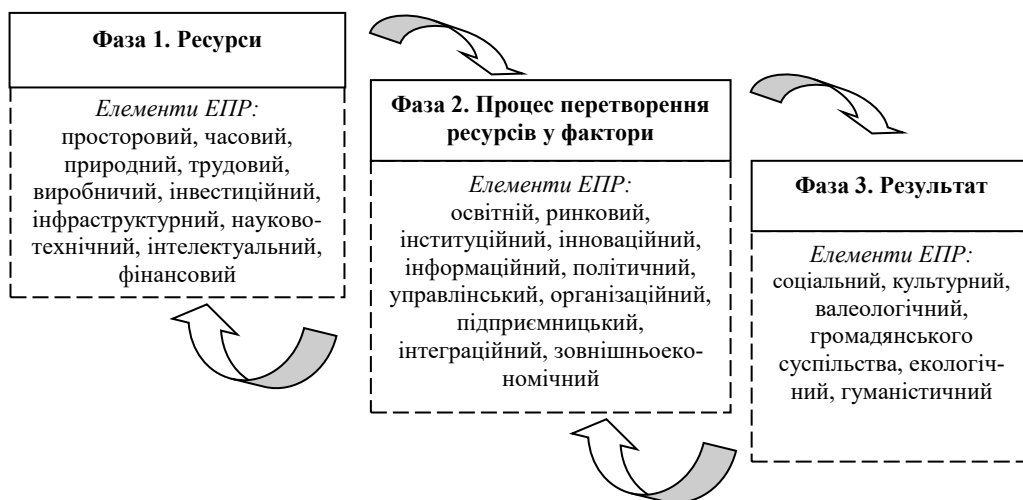 Фаза 1. Ресурси
Елементи ЕПР:
просторовий, часовий,
природний, трудовий,
виробничий, інвестиційний,
інфраструктурний, науково-
технічний, інтелектуальний,
фінансовий
Фаза 2. Процес перетворення
ресурсів у фактори
Елементи ЕПР:
освітній, ринковий,
інституційний, інноваційний,
інформаційний, політичний,
управлінський, організаційний,
підприємницький,
інтеграційний, зовнішньоеко-
номічний
Фаза 3. Результат
Елементи ЕПР:
соціальний, культурний,
валеологічний,
громадянського
суспільства, екологіч-
ний, гуманістичний